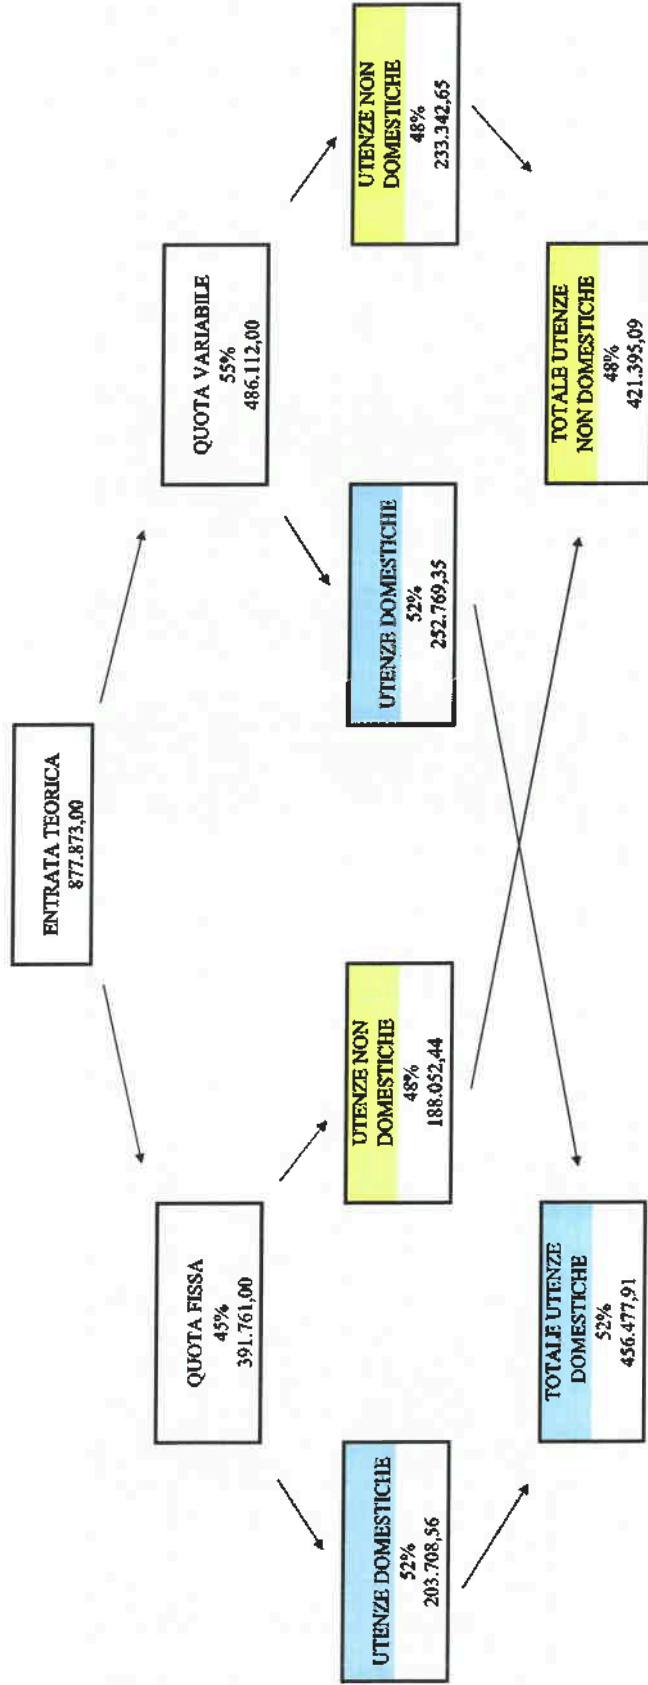 ENTRATA TEORICA
877.873,00
QUOTA FISSA
45%
391.761,00
QUOTA VARIABILE
55%
486.112,00
UTENZE DOMESTICHE
52%
203.708,56
UTENZE NON
DOMESTICHE
48%
188.052,44
UTENZE DOMESTICHE
52%
252.769,35
UTENZE NON
DOMESTICHE
48%
233.342,65
TOTALE UTENZE
DOMESTICHE
52%
456.477,91
TOTALE UTENZE
NON DOMESTICHE
48%
421.395,09